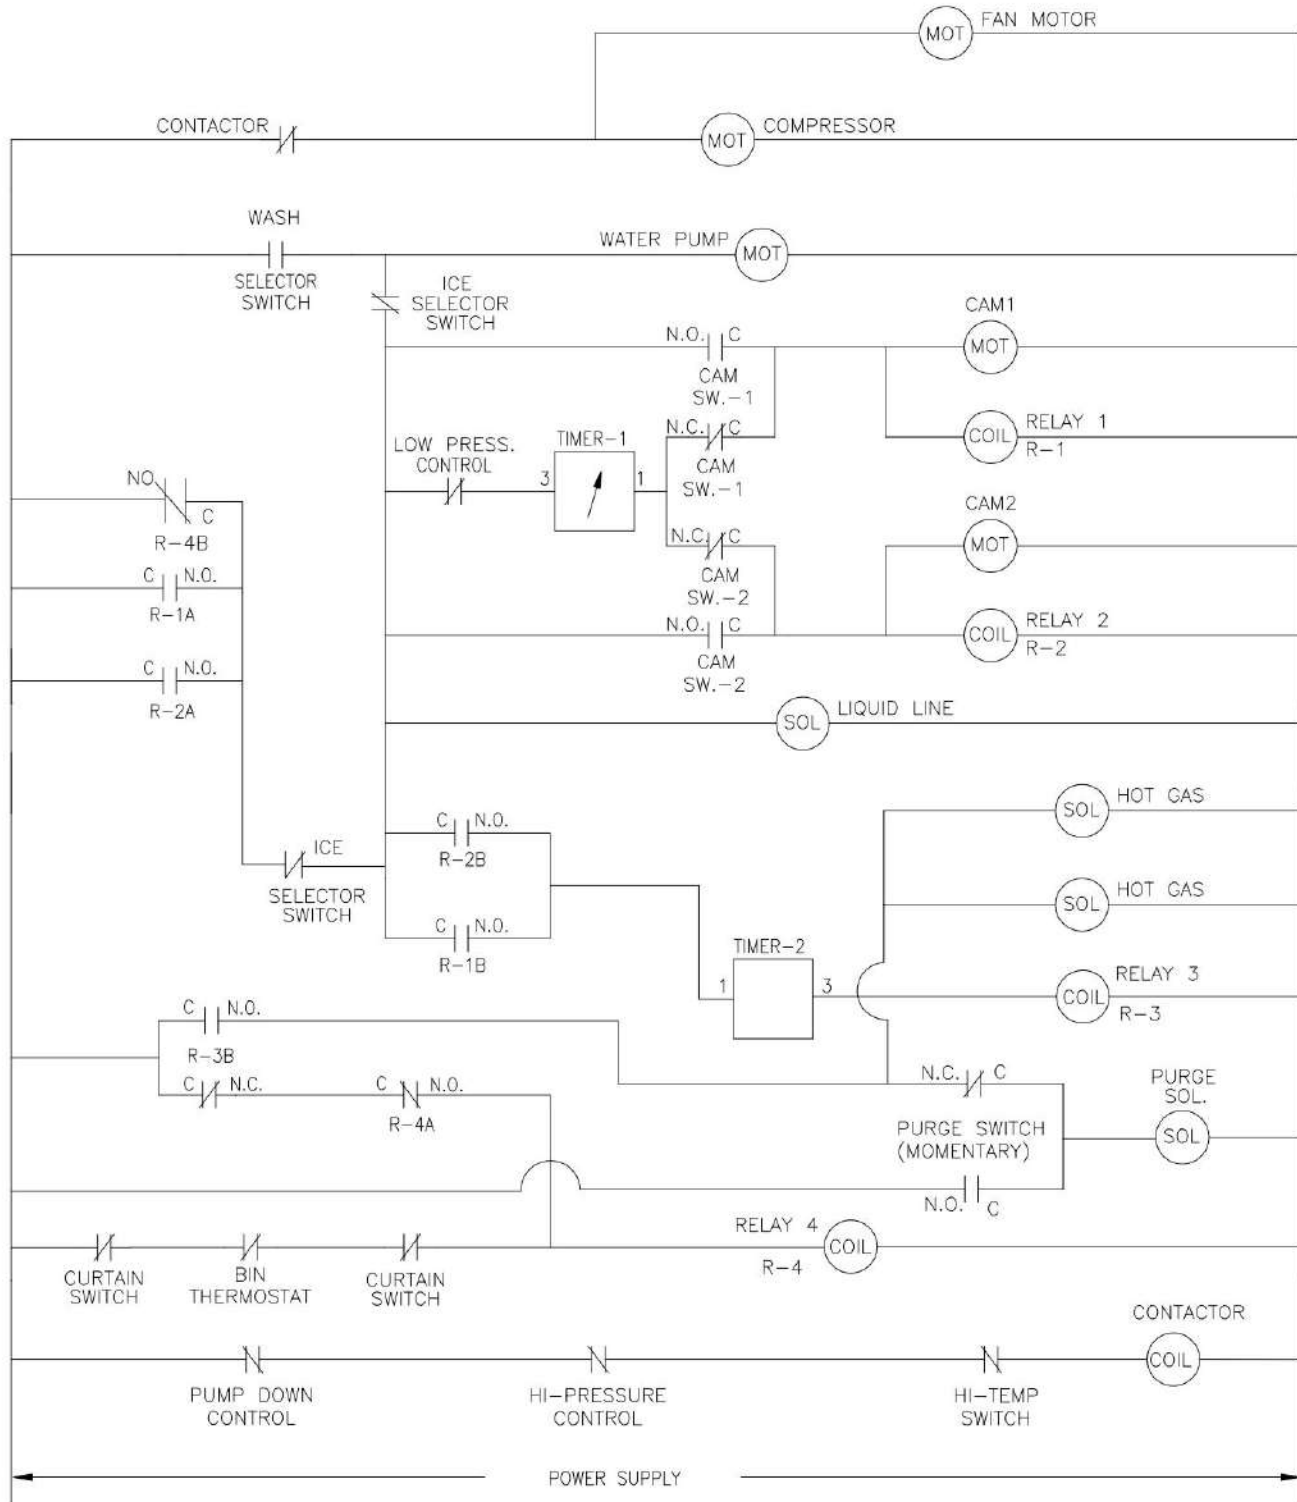 MOT
FAN MOTOR
CONTACTOR
MOT
COMPRESSOR
WASH
SELECTOR
SWITCH
WATER PUMP
MOT
ICE
SELECTOR
SWITCH
N.O.
C
CAM
SW.-1
CAM1
MOT
N.C.
C
CAM
SW.-1
COIL
RELAY 1
R-1
LOW PRESS.
CONTROL
3
TIMER-1
1
NO
C
R-4B
CAM2
MOT
N.C.
C
CAM
SW.-2
C
N.O.
R-1A
N.O.
C
CAM
SW.-2
COIL
RELAY 2
R-2
C
N.O.
R-2A
SOL
LIQUID LINE
SOL
HOT GAS
C
N.O.
R-2B
ICE
SELECTOR
SWITCH
SOL
HOT GAS
C
N.O.
R-1B
TIMER-2
1
3
COIL
RELAY 3
R-3
C
N.O.
R-3B
C
N.C.
C
N.O.
R-4A
N.C.
C
PURGE SWITCH
(MOMENTARY)
N.O.
C
PURGE
SOL.
SOL
CURTAIN
SWITCH
BIN
THERMOSTAT
CURTAIN
SWITCH
RELAY 4
R-4
COIL
PUMP DOWN
CONTROL
HI-PRESSURE
CONTROL
HI-TEMP
SWITCH
CONTACTOR
COIL
POWER SUPPLY